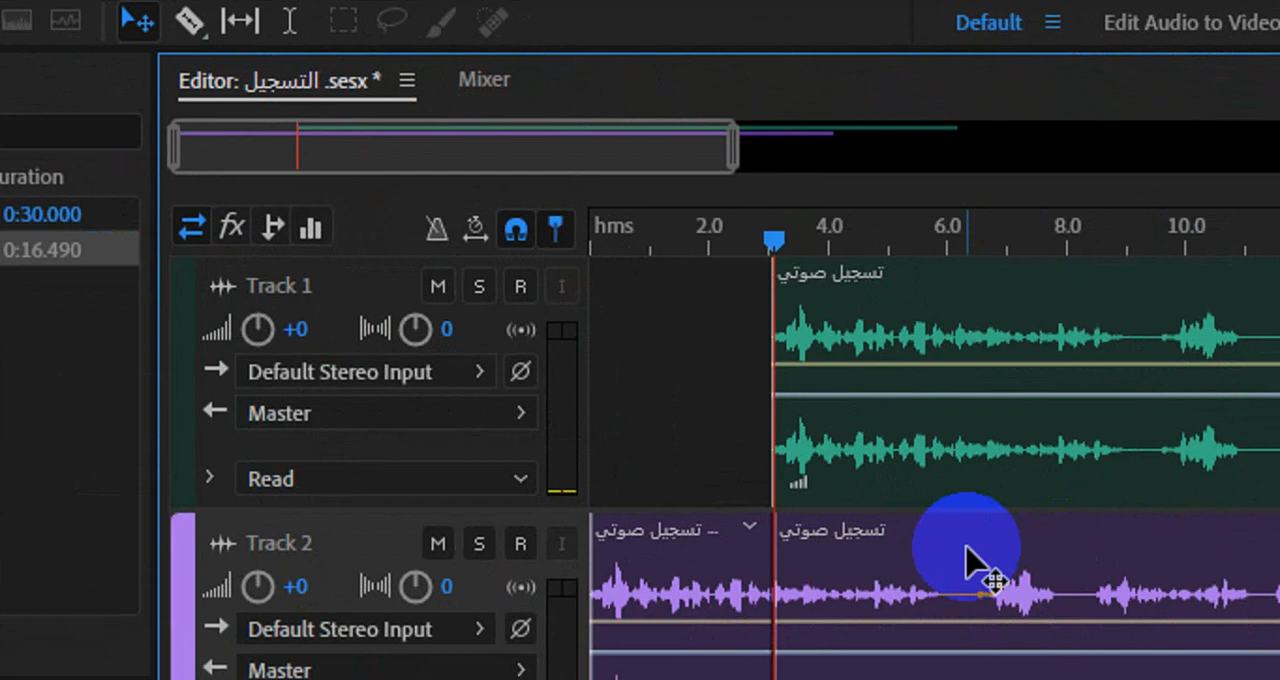 Default Edit Audio to Video
Editor: التسجيل .sesx * Mixer
uration
0:30.000
0:16.490
fx
hms 2.0 4.0 6.0 8.0 10.0
Track 1 M S R I
تسجيل صوتي
+0 0
Default Stereo Input
Master
Read
Track 2 M S R I
تسجيل صوتي ...
تسجيل صوتي
+0 0
Default Stereo Input
Master